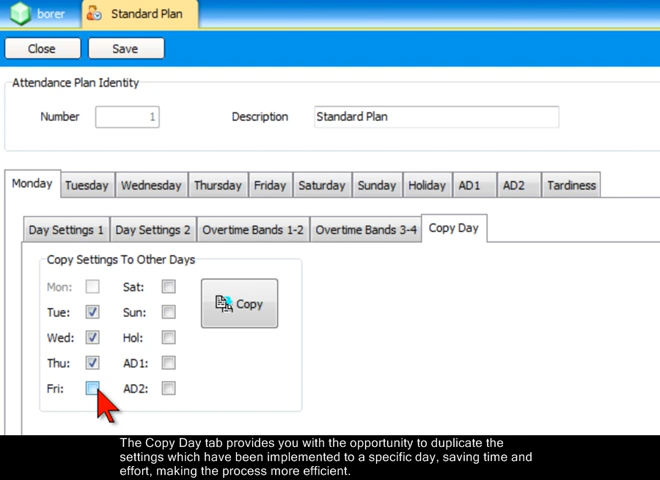 borer Standard Plan
Close Save
Attendance Plan Identity
Number 1 Description Standard Plan
Monday Tuesday Wednesday Thursday Friday Saturday Sunday Holiday AD1 AD2 Tardiness
Day Settings 1 Day Settings 2 Overtime Bands 1-2 Overtime Bands 3-4 Copy Day
Copy Settings To Other Days
Mon: Sat: Copy
Tue: Sun:
Wed: Hol:
Thu: AD1:
Fri: AD2:
The Copy Day tab provides you with the opportunity to duplicate the
settings which have been implemented to a specific day, saving time and
effort, making the process more efficient.